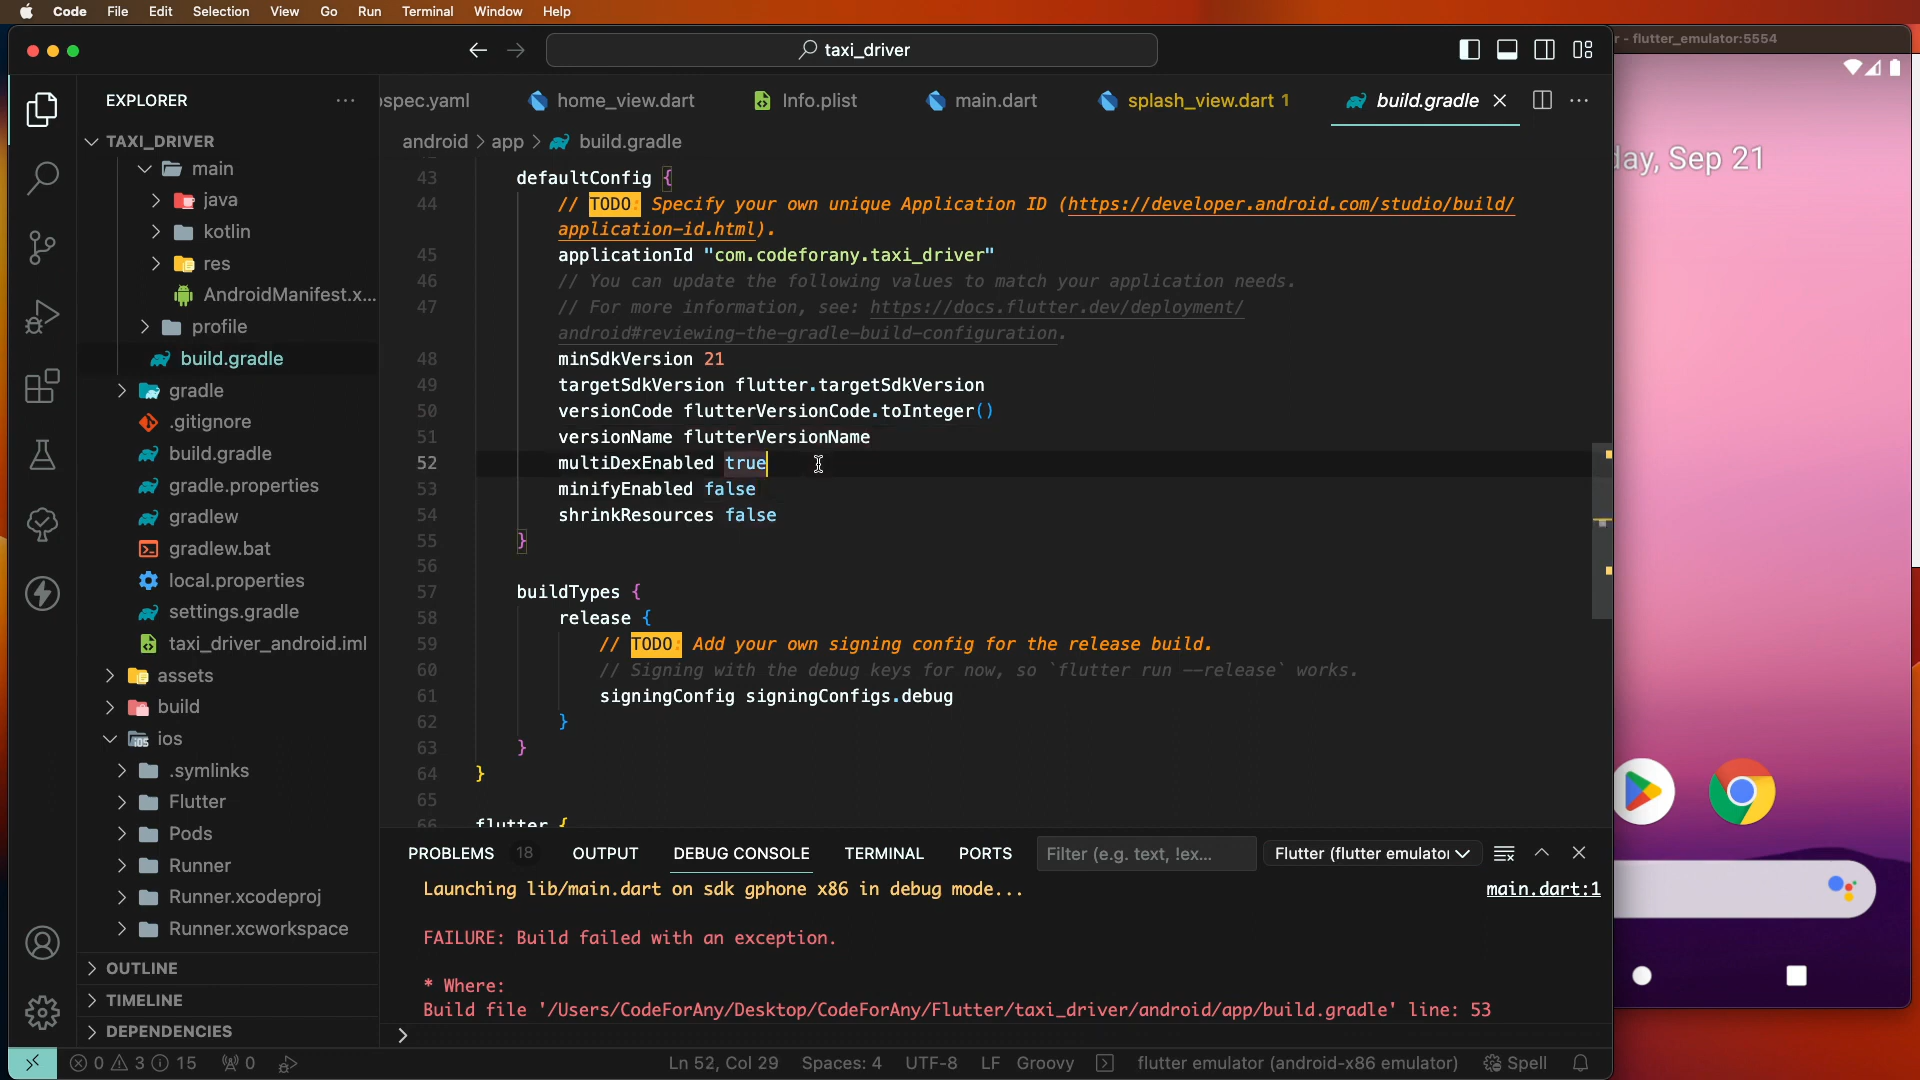 Code File Edit Selection View Go Run Terminal Window Help
taxi_driver
r - flutter_emulator:5554
EXPLORER
TAXI_DRIVER
main
java
kotlin
res
AndroidManifest.x...
profile
build.gradle
gradle
.gitignore
build.gradle
gradle.properties
gradlew
gradlew.bat
local.properties
settings.gradle
taxi_driver_android.iml
assets
build
ios
.symlinks
Flutter
Pods
Runner
Runner.xcodeproj
Runner.xcworkspace
OUTLINE
TIMELINE
DEPENDENCIES
ospec.yaml home_view.dart Info.plist main.dart splash_view.dart 1 build.gradle
android > app > build.gradle
43 defaultConfig {
44 // TODO: Specify your own unique Application ID (https://developer.android.com/studio/build/
application-id.html).
45 applicationId "com.codeforany.taxi_driver"
46 // You can update the following values to match your application needs.
47 // For more information, see: https://docs.flutter.dev/deployment/
android#reviewing-the-gradle-build-configuration.
48 minSdkVersion 21
49 targetSdkVersion flutter.targetSdkVersion
50 versionCode flutterVersionCode.toInteger()
51 versionName flutterVersionName
52 multiDexEnabled true
53 minifyEnabled false
54 shrinkResources false
55 }
56
57 buildTypes {
58 release {
59 // TODO: Add your own signing config for the release build.
60 // Signing with the debug keys for now, so `flutter run --release` works.
61 signingConfig signingConfigs.debug
62 }
63 }
64 }
65
66 flutter {
PROBLEMS 18 OUTPUT DEBUG CONSOLE TERMINAL PORTS Filter (e.g. text, !ex... Flutter (flutter emulator
Launching lib/main.dart on sdk gphone x86 in debug mode... main.dart:1
FAILURE: Build failed with an exception.
* Where:
Build file '/Users/CodeForAny/Desktop/CodeForAny/Flutter/taxi_driver/android/app/build.gradle' line: 53
>
0 3 15 0 Ln 52, Col 29 Spaces: 4 UTF-8 LF Groovy flutter emulator (android-x86 emulator) Spell
day, Sep 21